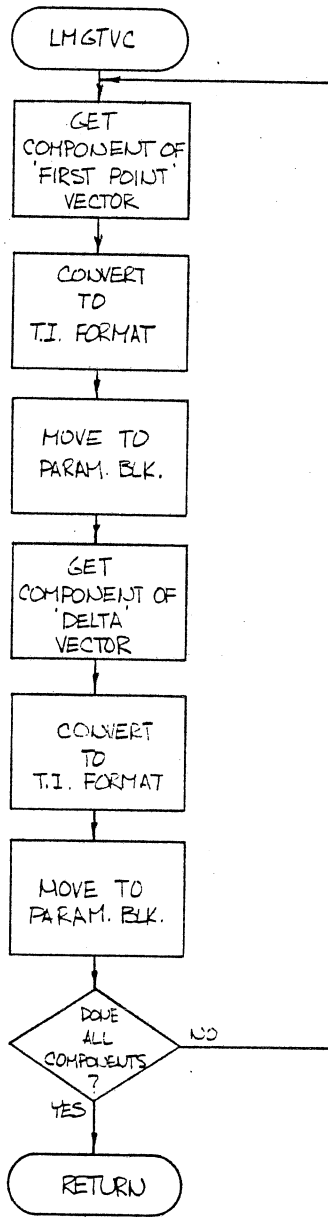 LMGTVC
GET
COMPONENT OF
'FIRST POINT'
VECTOR
CONVERT
TO
T.I. FORMAT
MOVE TO
PARAM. BLK.
GET
COMPONENT OF
'DELTA'
VECTOR
CONVERT
TO
T.I. FORMAT
MOVE TO
PARAM. BLK.
DONE
ALL
COMPONENTS
?
NO
YES
RETURN